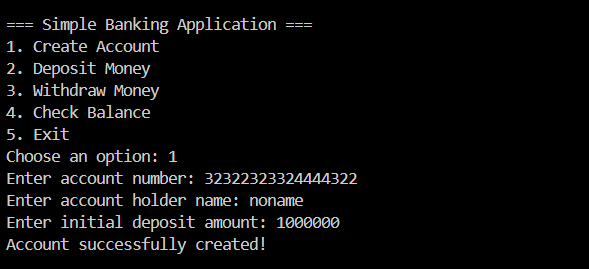 === Simple Banking Application ===
1. Create Account
2. Deposit Money
3. Withdraw Money
4. Check Balance
5. Exit
Choose an option: 1
Enter account number: 32322323324444322
Enter account holder name: noname
Enter initial deposit amount: 1000000
Account successfully created!